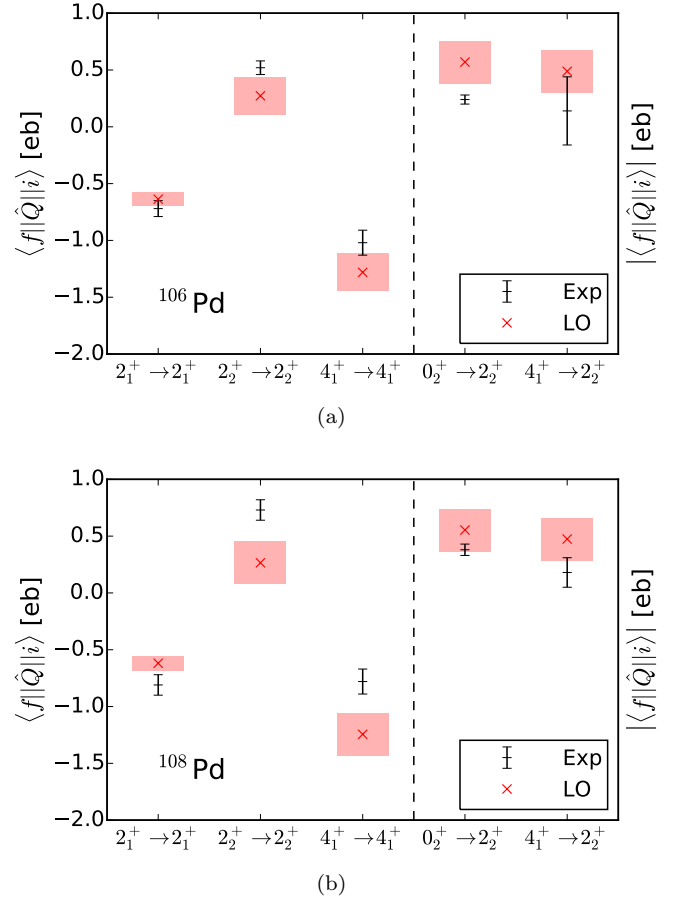 1.0
0.5
0.0
−0.5
−1.0
−1.5
−2.0
⟨f||Q̂||i⟩ [eb]
|⟨f||Q̂||i⟩| [eb]
¹⁰⁶Pd
Exp
LO
2₁⁺ → 2₁⁺ 2₂⁺ → 2₂⁺ 4₁⁺ → 4₁⁺ 0₂⁺ → 2₂⁺ 4₁⁺ → 2₂⁺
(a)
1.0
0.5
0.0
−0.5
−1.0
−1.5
−2.0
⟨f||Q̂||i⟩ [eb]
|⟨f||Q̂||i⟩| [eb]
¹⁰⁸Pd
Exp
LO
2₁⁺ → 2₁⁺ 2₂⁺ → 2₂⁺ 4₁⁺ → 4₁⁺ 0₂⁺ → 2₂⁺ 4₁⁺ → 2₂⁺
(b)